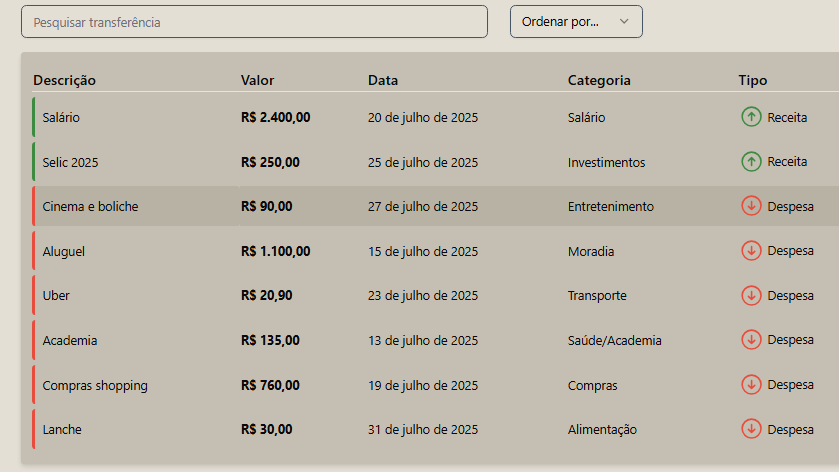 Pesquisar transferência Ordenar por...
Descrição Valor Data Categoria Tipo
Salário R$ 2.400,00 20 de julho de 2025 Salário Receita
Selic 2025 R$ 250,00 25 de julho de 2025 Investimentos Receita
Cinema e boliche R$ 90,00 27 de julho de 2025 Entretenimento Despesa
Aluguel R$ 1.100,00 15 de julho de 2025 Moradia Despesa
Uber R$ 20,90 23 de julho de 2025 Transporte Despesa
Academia R$ 135,00 13 de julho de 2025 Saúde/Academia Despesa
Compras shopping R$ 760,00 19 de julho de 2025 Compras Despesa
Lanche R$ 30,00 31 de julho de 2025 Alimentação Despesa